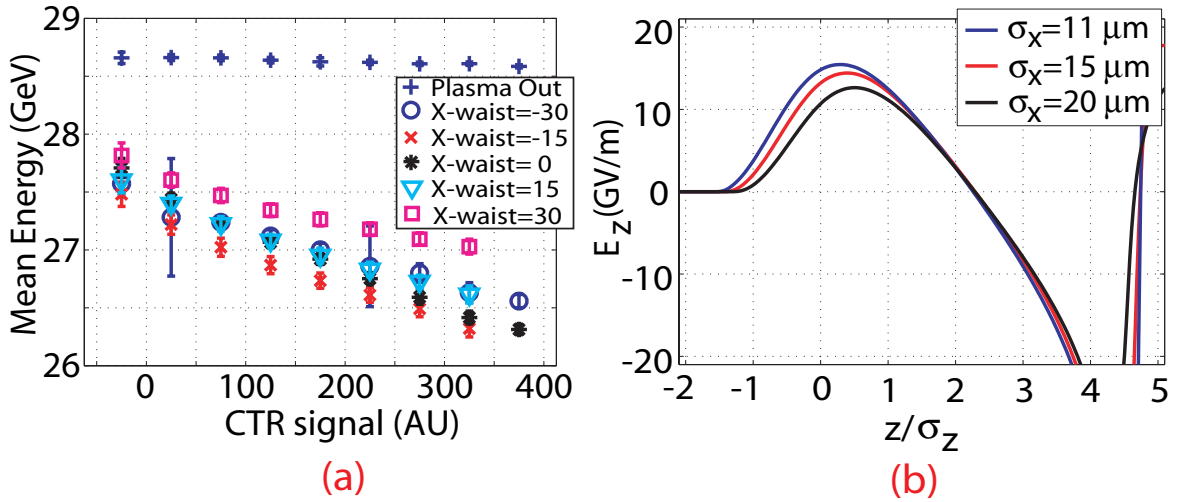 29
28
27
26
Mean Energy (GeV)
0
100
200
300
400
CTR signal (AU)
Plasma Out
X-waist=-30
X-waist=-15
X-waist= 0
X-waist=15
X-waist=30
(a)
20
10
0
-10
-20
E_z(GV/m)
-2
-1
0
1
2
3
4
5
z/σ_z
σ_x=11 μm
σ_x=15 μm
σ_x=20 μm
(b)